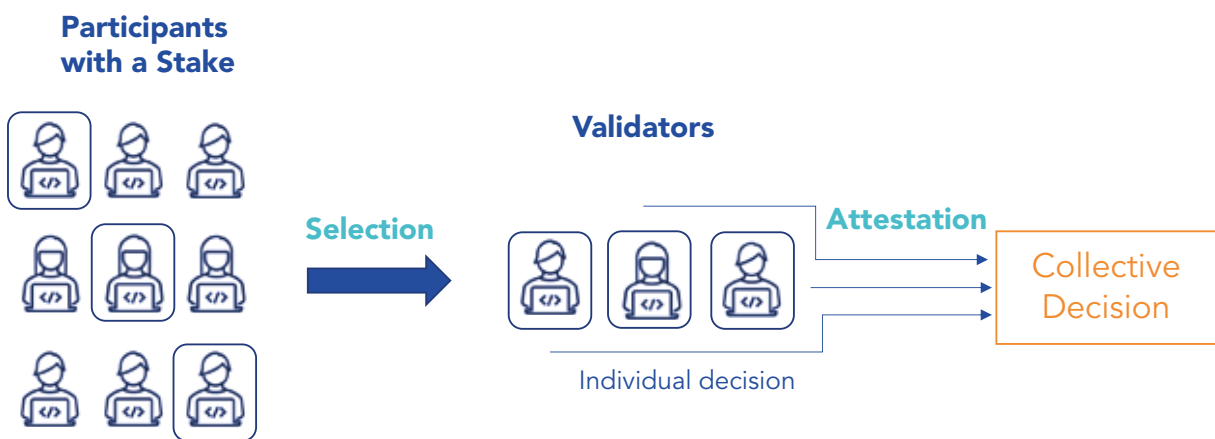 Participants
with a Stake
Validators
Selection
Attestation
Collective
Decision
Individual decision
</>
</>
</>
</>
</>
</>
</>
</>
</>
</>
</>
</>